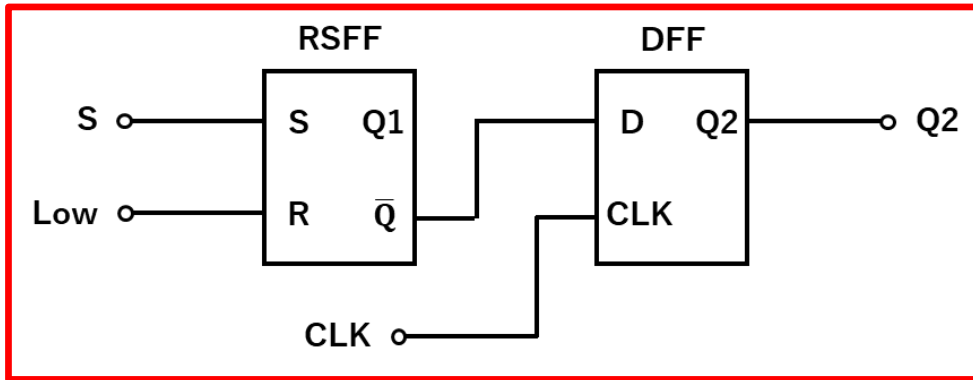 RSFF DFF
S S Q1 D Q2 Q2
Low R Q̅ CLK
CLK